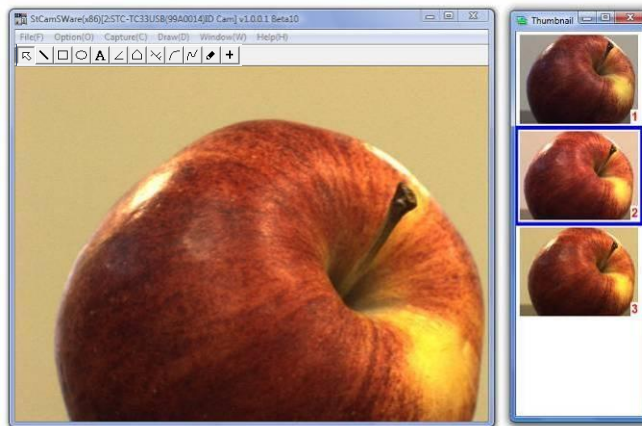 StCamSWare(x86)[2:STC-TC33USB(99A0014)ID Cam] v1.0.0.1 Beta10
File(F) Option(O) Capture(C) Draw(D) Window(W) Help(H)
A
Thumbnail
1
2
3